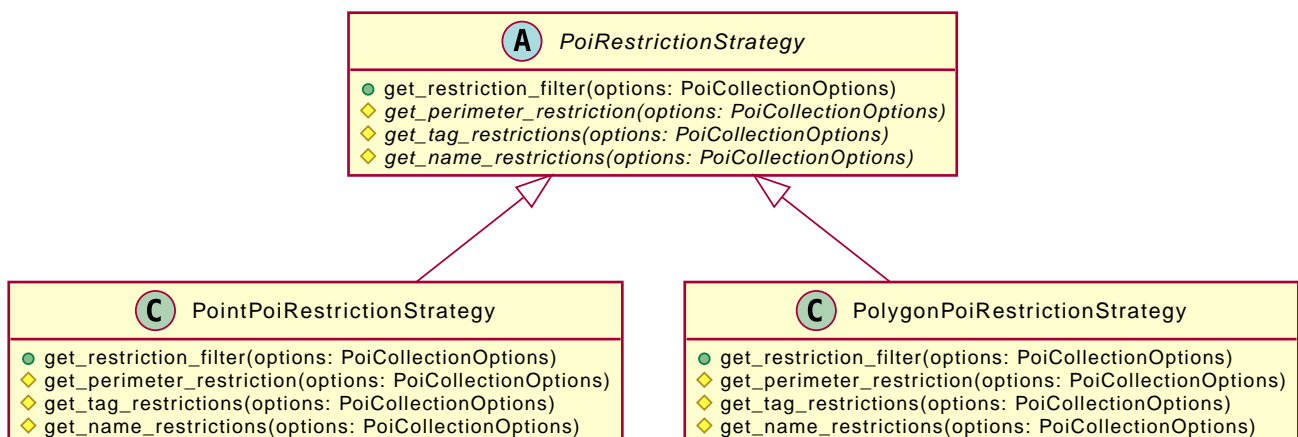 A PoiRestrictionStrategy
get_restriction_filter(options: PoiCollectionOptions)
get_perimeter_restriction(options: PoiCollectionOptions)
get_tag_restrictions(options: PoiCollectionOptions)
get_name_restrictions(options: PoiCollectionOptions)
C PointPoiRestrictionStrategy
get_restriction_filter(options: PoiCollectionOptions)
get_perimeter_restriction(options: PoiCollectionOptions)
get_tag_restrictions(options: PoiCollectionOptions)
get_name_restrictions(options: PoiCollectionOptions)
C PolygonPoiRestrictionStrategy
get_restriction_filter(options: PoiCollectionOptions)
get_perimeter_restriction(options: PoiCollectionOptions)
get_tag_restrictions(options: PoiCollectionOptions)
get_name_restrictions(options: PoiCollectionOptions)